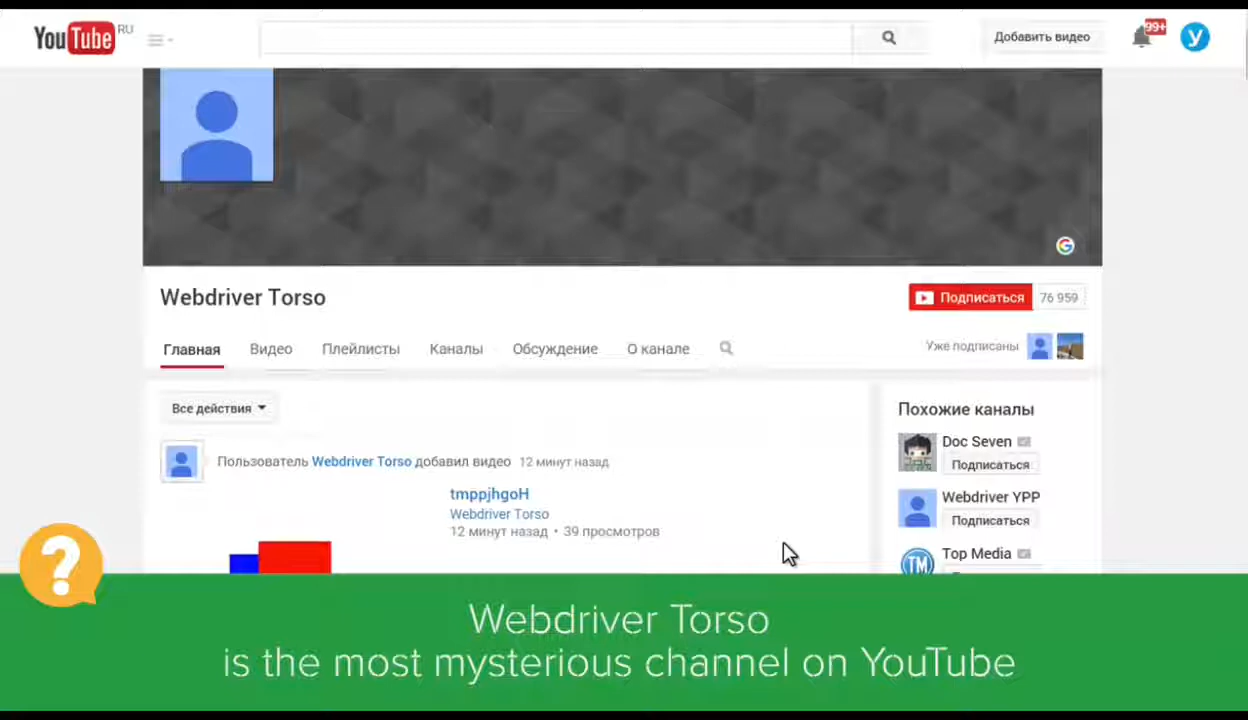 YouTube RU
Добавить видео
99+
y
Webdriver Torso
Подписаться 76 959
Главная Видео Плейлисты Каналы Обсуждение О канале
Уже подписаны
Все действия
Пользователь Webdriver Torso добавил видео 12 минут назад
tmppjhgoH
Webdriver Torso
12 минут назад • 39 просмотров
Похожие каналы
Doc Seven
Подписаться
Webdriver YPP
Подписаться
Top Media
TM
?
Webdriver Torso
is the most mysterious channel on YouTube